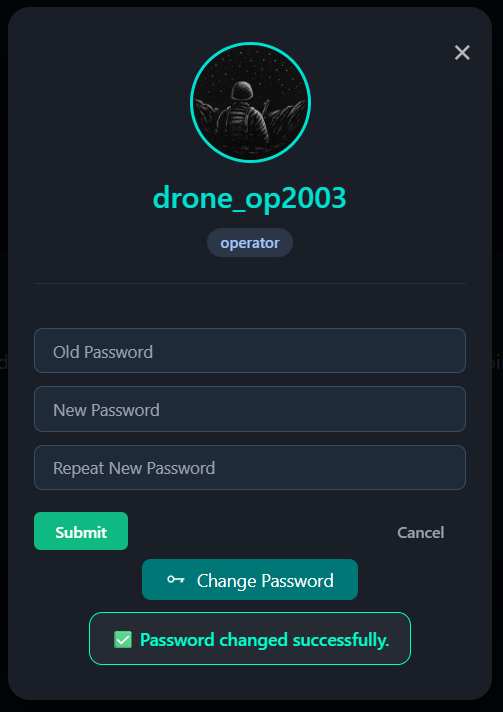 drone_op2003
operator
Old Password
New Password
Repeat New Password
Submit
Cancel
Change Password
✅ Password changed successfully.